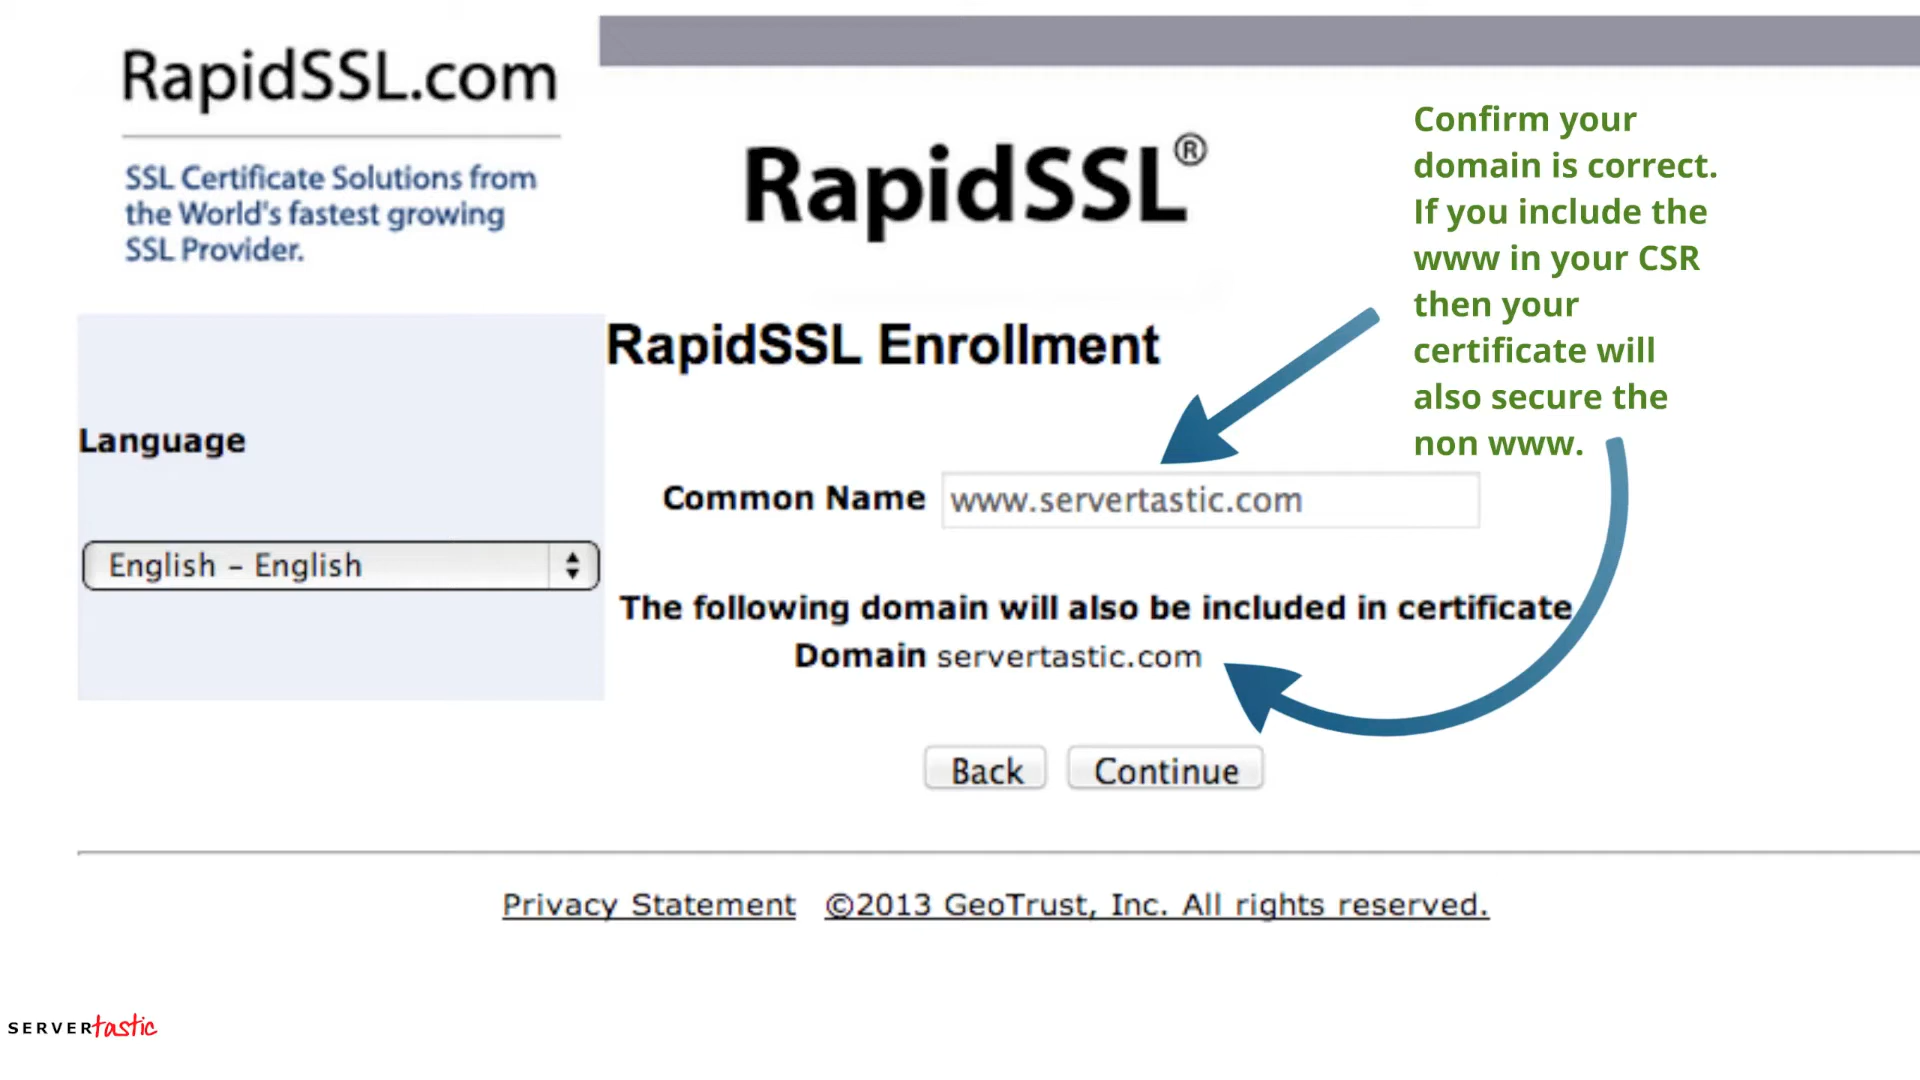 RapidSSL.com
SSL Certificate Solutions from
the World's fastest growing
SSL Provider.
RapidSSL®
Confirm your
domain is correct.
If you include the
www in your CSR
then your
certificate will
also secure the
non www.
RapidSSL Enrollment
Language
English – English
Common Name www.servertastic.com
The following domain will also be included in certificate
Domain servertastic.com
Back Continue
Privacy Statement ©2013 GeoTrust, Inc. All rights reserved.
SERVERtastic